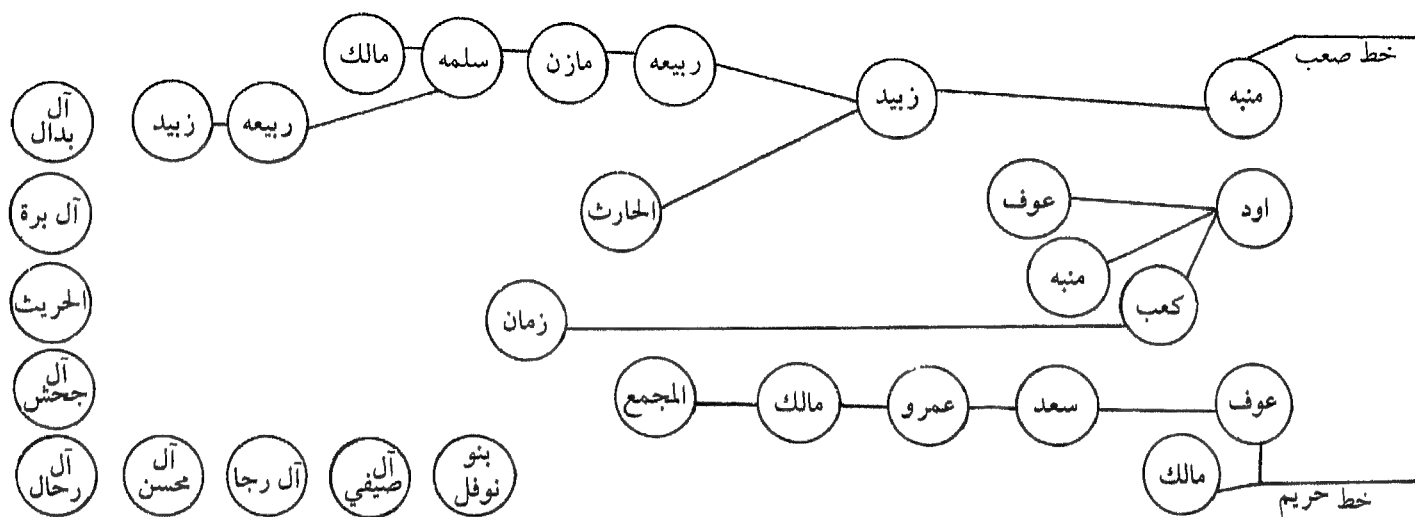 خط صعب
منبه
زبيد
ربيعه
مازن
سلمه
مالك
ربيعه
زبيد
آل
بدال
الحارث
اود
عوف
منبه
كعب
زمان
آل برة
الحريث
آل
جحش
عوف
سعد
عمرو
مالك
المجمع
خط حريم
مالك
بنو
نوفل
آل
صيفي
آل رجا
آل
محسن
آل
رحال